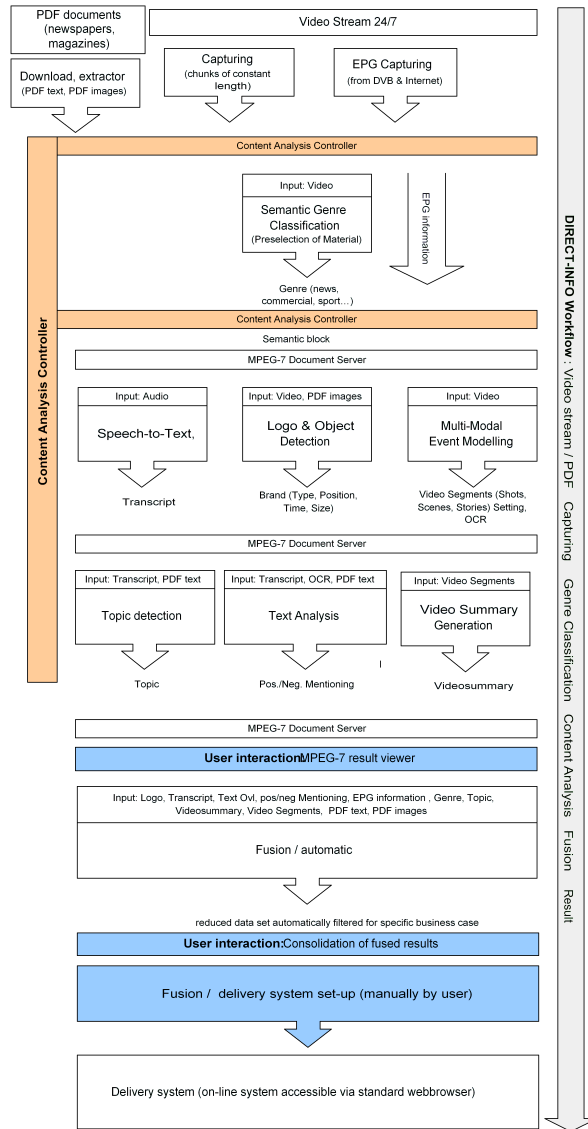 PDF documents
(newspapers,
magazines)
Video Stream 24/7
Download, extractor
(PDF text, PDF images)
Capturing
(chunks of constant
length)
EPG Capturing
(from DVB & Internet)
Content Analysis Controller
Input: Video
Semantic Genre
Classification
(Preselection of Material)
EPG information
Genre (news,
commercial, sport...)
Content Analysis Controller
Content Analysis Controller
Semantic block
MPEG-7 Document Server
Input: Audio
Speech-to-Text,
Transcript
Input: Video, PDF images
Logo & Object
Detection
Brand (Type, Position,
Time, Size)
Input: Video
Multi-Modal
Event Modelling
Video Segments (Shots,
Scenes, Stories) Setting,
OCR
MPEG-7 Document Server
Input: Transcript, PDF text
Topic detection
Topic
Input: Transcript, OCR, PDF text
Text Analysis
Pos./Neg. Mentioning
Input: Video Segments
Video Summary
Generation
Videosummary
MPEG-7 Document Server
User interaction:MPEG-7 result viewer
Input: Logo, Transcript, Text Ovl, pos/neg Mentioning, EPG information , Genre, Topic,
Videosummary, Video Segments, PDF text, PDF images
Fusion / automatic
reduced data set automatically filtered for specific business case
User interaction:Consolidation of fused results
Fusion / delivery system set-up (manually by user)
Delivery system (on-line system accessible via standard webbrowser)
DIRECT-INFO Workflow : Video stream / PDF Capturing Genre Classification Content Analysis Fusion Result